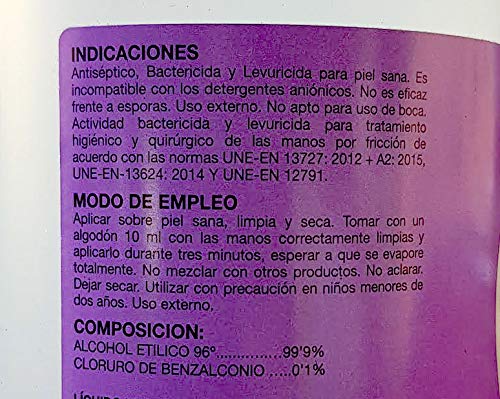 INDICACIONES
Antiséptico, Bactericida y Levuricida para piel sana. Es
incompatible con los detergentes aniónicos. No es eficaz
frente a esporas. Uso externo. No apto para uso de boca.
Actividad bactericida y levuricida para tratamiento
higiénico y quirúrgico de las manos por fricción de
acuerdo con las normas UNE-EN 13727: 2012 + A2: 2015,
UNE-EN-13624: 2014 Y UNE-EN 12791.
MODO DE EMPLEO
Aplicar sobre piel sana, limpia y seca. Tomar con un
algodón 10 ml con las manos correctamente limpias y
aplicarlo durante tres minutos, esperar a que se evapore
totalmente. No mezclar con otros productos. No aclarar.
Dejar secar. Utilizar con precaución en niños menores de
dos años. Uso externo.
COMPOSICION:
ALCOHOL ETILICO 96º...............99'9%
CLORURO DE BENZALCONIO .....0'1%